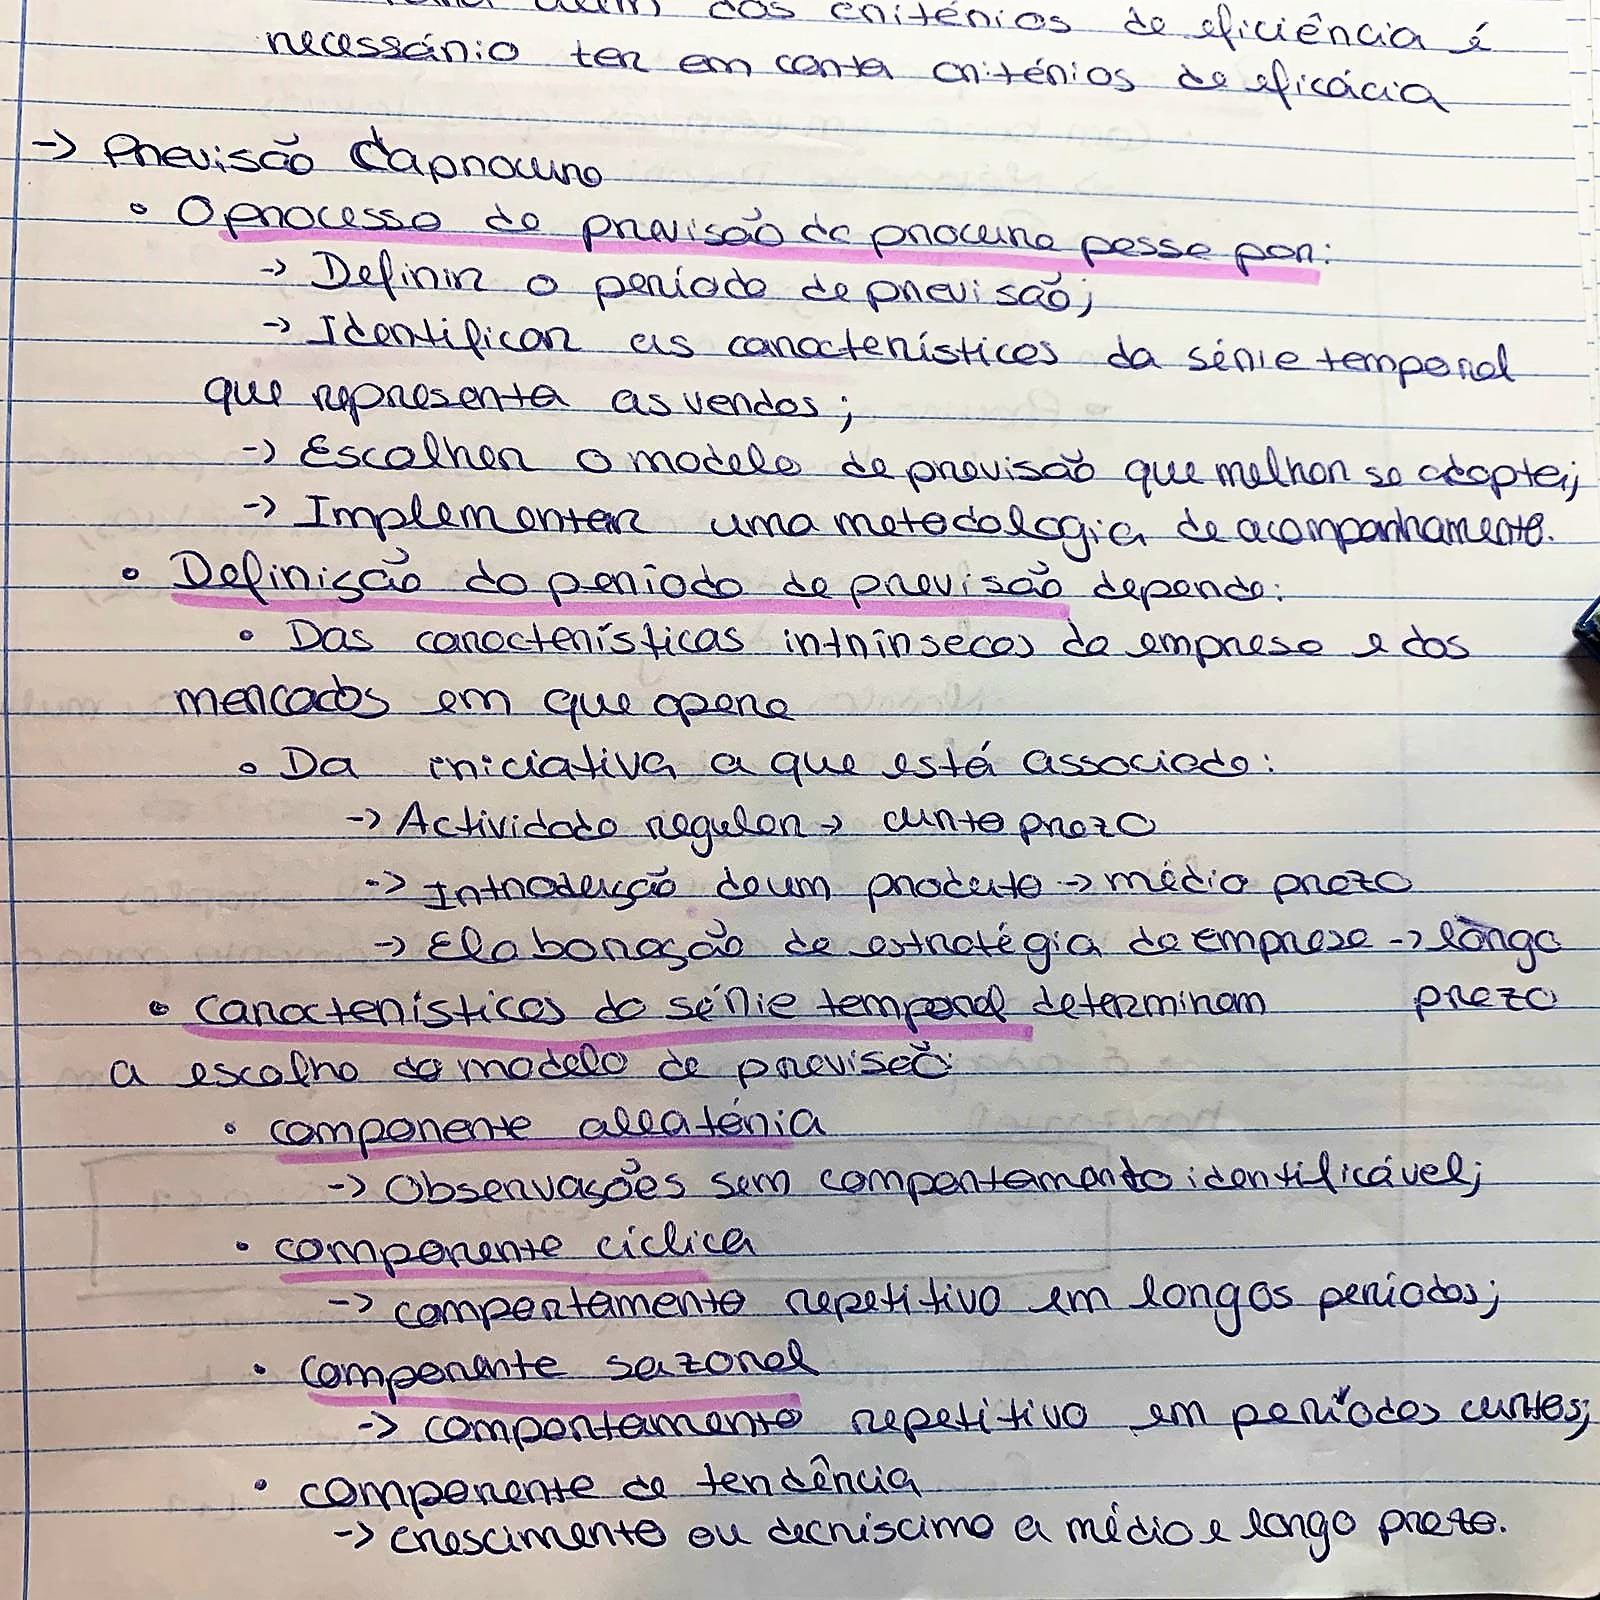 além dos critérios de eficiência é
necessário ter em conta critérios de eficácia
→ Previsão da procura
• O processo de previsão da procura passa por:
→ Definir o período de previsão;
→ Identificar as características da série temporal
que representa as vendas;
→ Escolher o modelo de previsão que melhor se adapte;
→ Implementar uma metodologia de acompanhamento.
• Definição do período de previsão depende:
• Das características intrínsecas da empresa e dos
mercados em que opera
• Da iniciativa a que está associado:
→ Actividade regular → curto prazo
→ Introdução de um produto → médio prazo
→ Elaboração de estratégia da empresa → longo
prazo
• características da série temporal determinam
a escolha do modelo de previsão:
• componente aleatória
→ Observações sem comportamento identificável;
• componente cíclica
→ comportamento repetitivo em longos períodos;
• componente sazonal
→ comportamento repetitivo em períodos curtos;
• componente de tendência
→ crescimento ou decríscimo a médio e longo prazo.